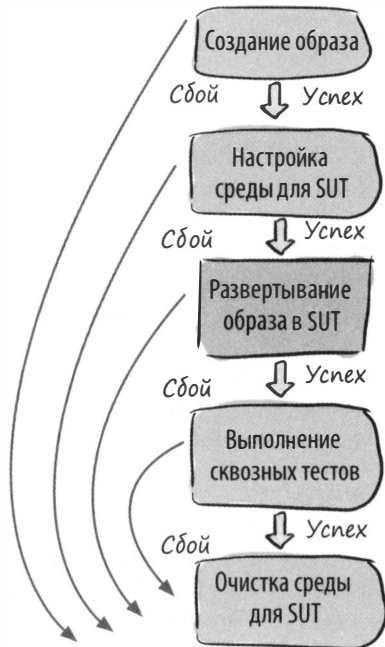 Создание образа
Сбой Успех
Настройка
среды для SUT
Сбой Успех
Развертывание
образа в SUT
Сбой Успех
Выполнение
сквозных тестов
Сбой Успех
Очистка среды
для SUT